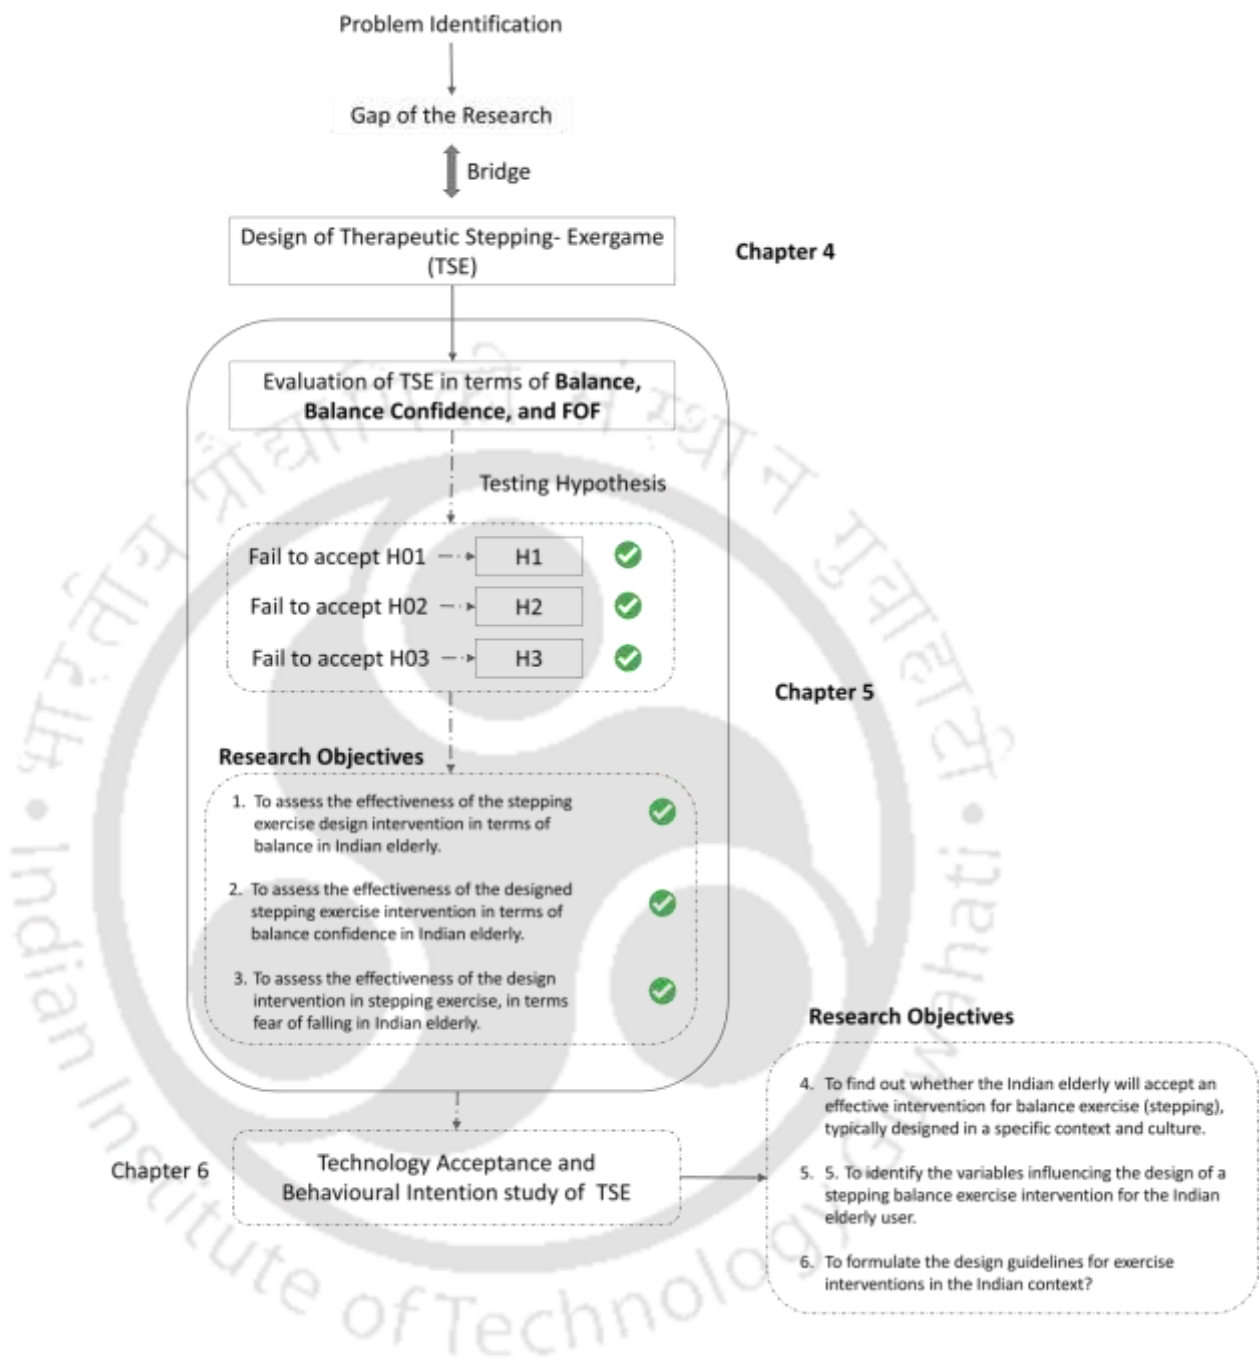 Problem Identification
Gap of the Research
Bridge
Design of Therapeutic Stepping- Exergame
(TSE)
Chapter 4
Evaluation of TSE in terms of Balance,
Balance Confidence, and FOF
Testing Hypothesis
Fail to accept H01
H1
Fail to accept H02
H2
Fail to accept H03
H3
Chapter 5
Research Objectives
1. To assess the effectiveness of the stepping
exercise design intervention in terms of
balance in Indian elderly.
2. To assess the effectiveness of the designed
stepping exercise intervention in terms of
balance confidence in Indian elderly.
3. To assess the effectiveness of the design
intervention in stepping exercise, in terms
fear of falling in Indian elderly.
Chapter 6
Technology Acceptance and
Behavioural Intention study of TSE
Research Objectives
4. To find out whether the Indian elderly will accept an
effective intervention for balance exercise (stepping),
typically designed in a specific context and culture.
5. 5. To identify the variables influencing the design of a
stepping balance exercise intervention for the Indian
elderly user.
6. To formulate the design guidelines for exercise
interventions in the Indian context?
भारतीय प्रौद्योगिकी संस्थान गुवाहाटी
Indian Institute of Technology Guwahati